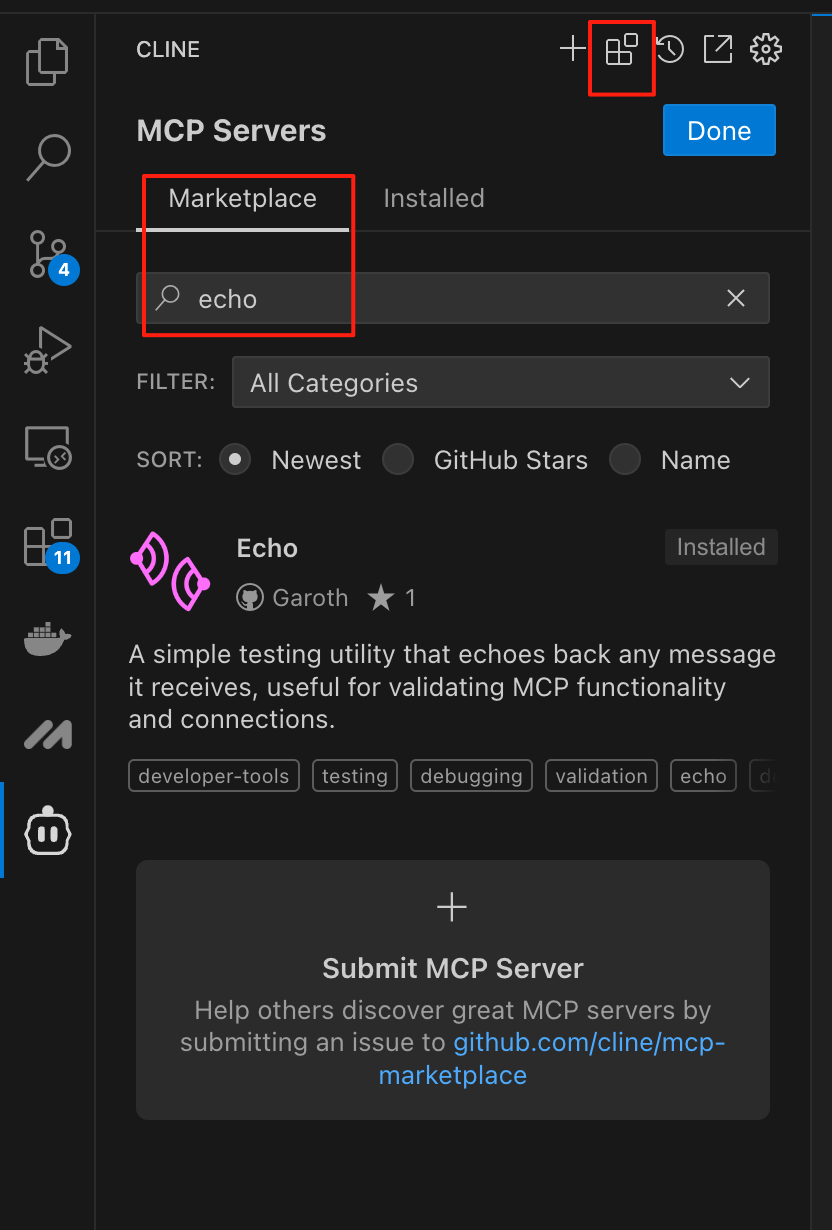 CLINE
MCP Servers
Done
Marketplace
Installed
echo
4
FILTER:
All Categories
SORT:
Newest
GitHub Stars
Name
11
Echo
Installed
Garoth
1
A simple testing utility that echoes back any message
it receives, useful for validating MCP functionality
and connections.
developer-tools
testing
debugging
validation
echo
Submit MCP Server
Help others discover great MCP servers by
submitting an issue to github.com/cline/mcp-
marketplace